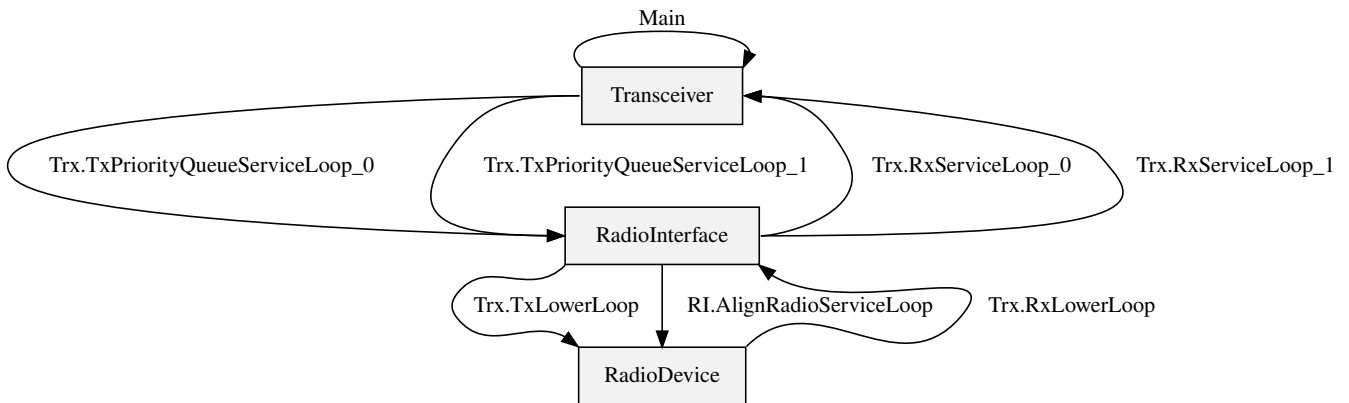 Main
Transceiver
Trx.TxPriorityQueueServiceLoop_0
Trx.TxPriorityQueueServiceLoop_1
Trx.RxServiceLoop_0
Trx.RxServiceLoop_1
RadioInterface
Trx.TxLowerLoop
RI.AlignRadioServiceLoop
Trx.RxLowerLoop
RadioDevice